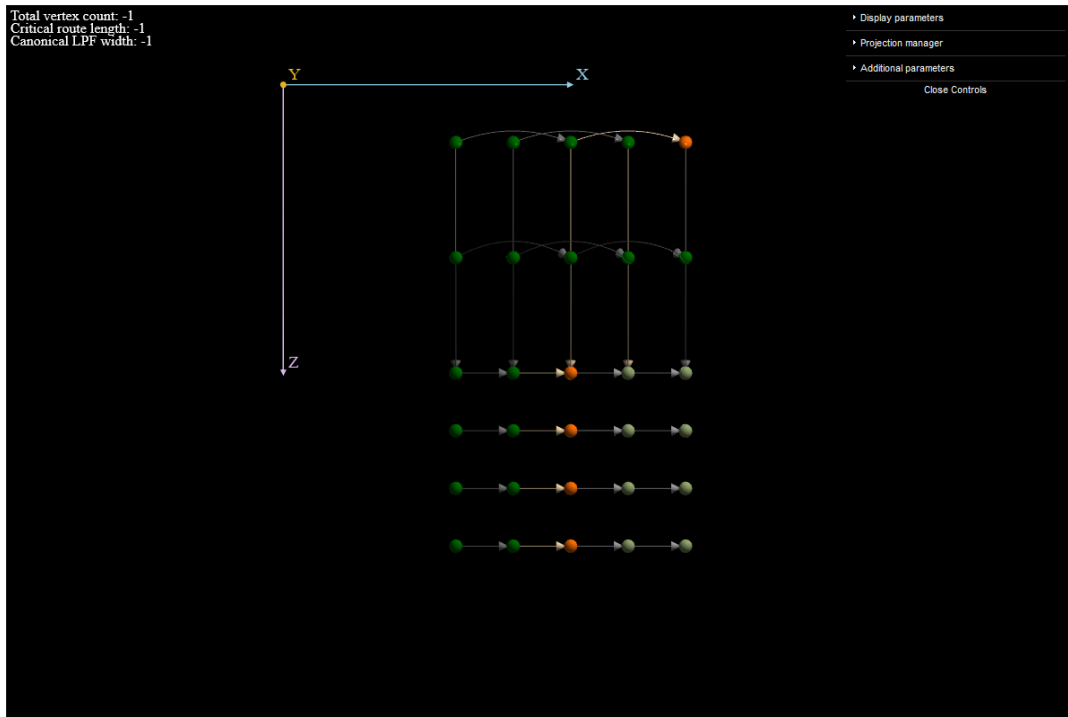 Total vertex count: -1
Critical route length: -1
Canonical LPF width: -1
Display parameters
Projection manager
Additional parameters
Close Controls
Y
X
Z